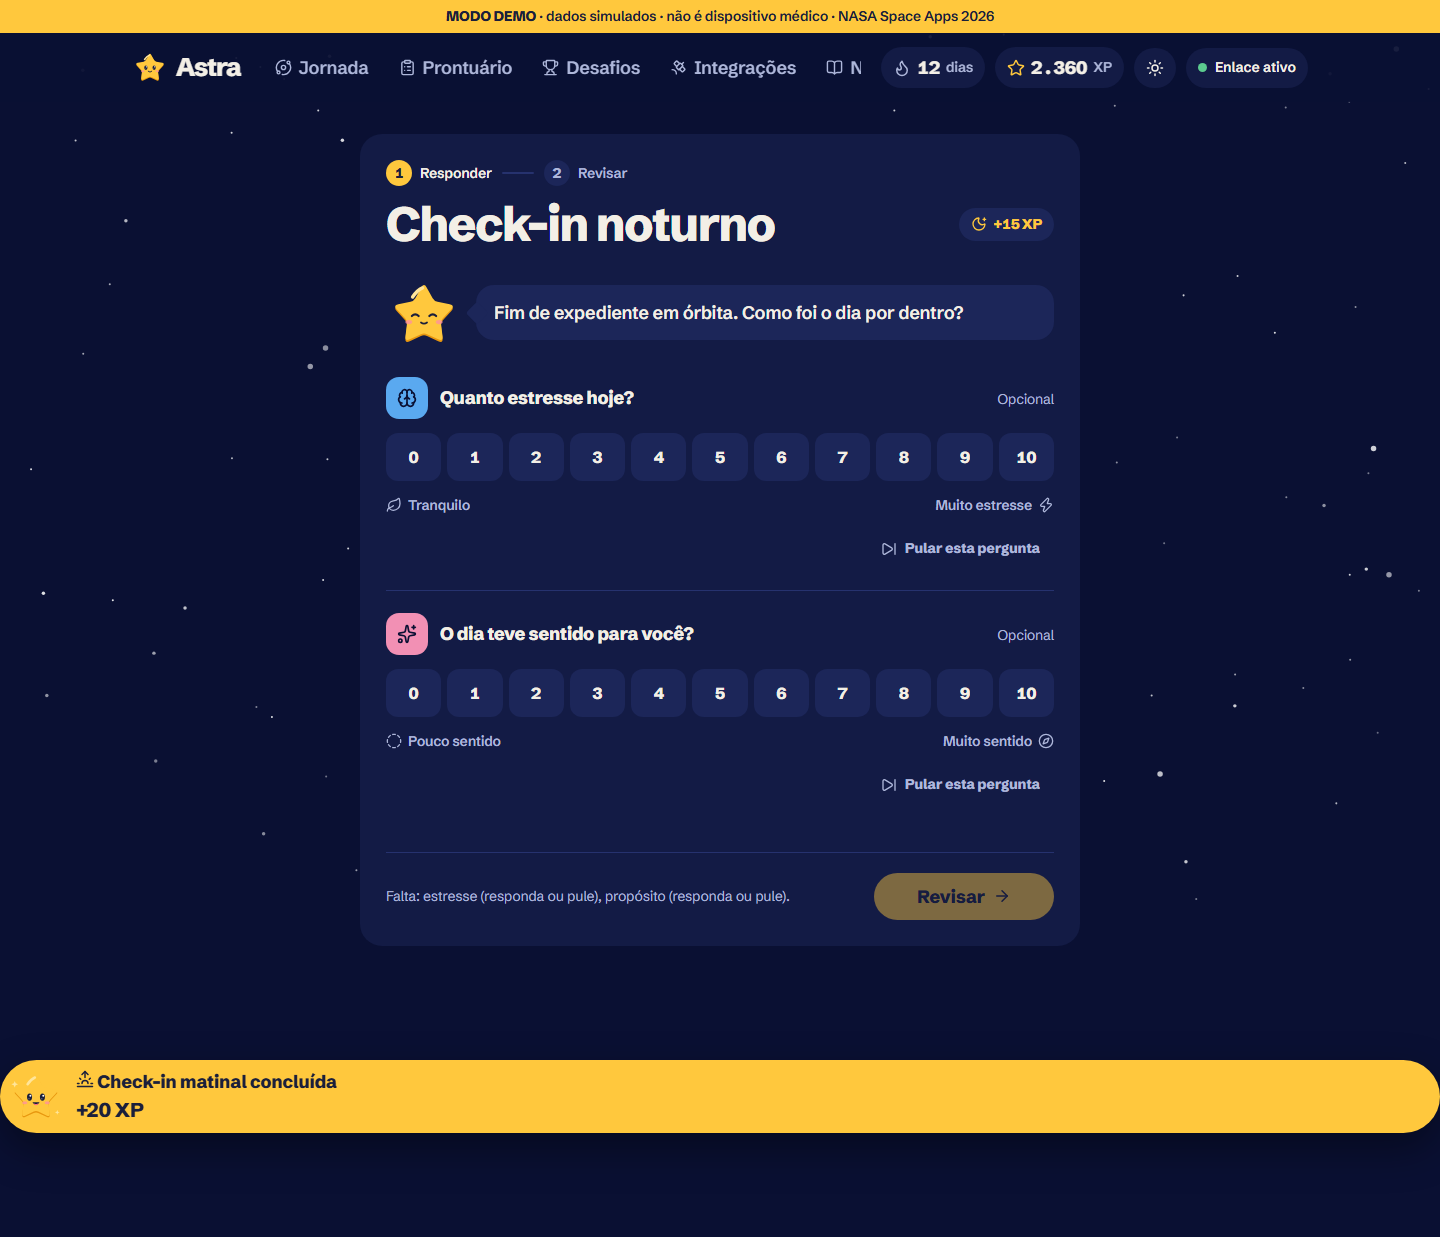 MODO DEMO · dados simulados · não é dispositivo médico · NASA Space Apps 2026
Astra
Jornada
Prontuário
Desafios
Integrações
12 dias
2.360 XP
Enlace ativo
1 Responder
2 Revisar
Check-in noturno
+15 XP
Fim de expediente em órbita. Como foi o dia por dentro?
Quanto estresse hoje?
Opcional
0 1 2 3 4 5 6 7 8 9 10
Tranquilo
Muito estresse
Pular esta pergunta
O dia teve sentido para você?
Opcional
0 1 2 3 4 5 6 7 8 9 10
Pouco sentido
Muito sentido
Pular esta pergunta
Falta: estresse (responda ou pule), propósito (responda ou pule).
Revisar
Check-in matinal concluída
+20 XP